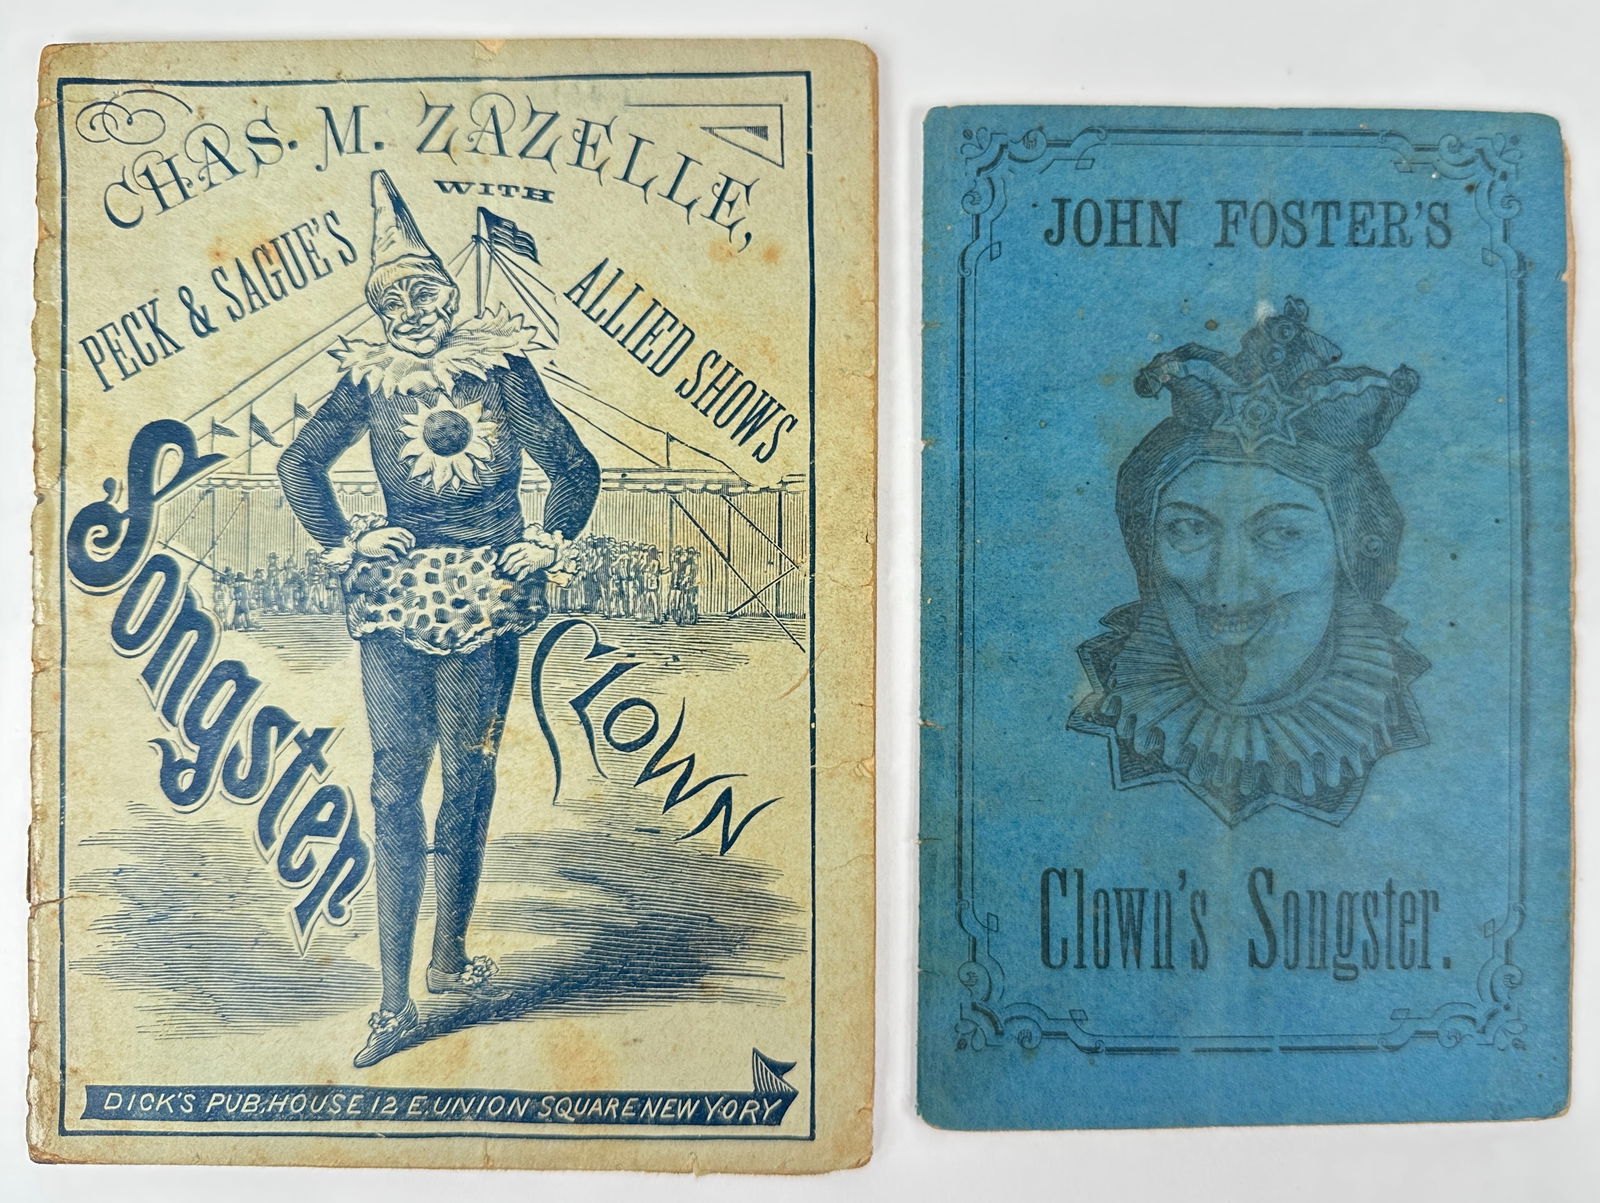 CHAS. M. ZAZELLE,
WITH
PECK & SAGUE'S
ALLIED SHOWS
Songster
CLOWN
DICK'S PUB. HOUSE 12 E. UNION SQUARE NEW YORY
JOHN FOSTER'S
Clown's Songster.